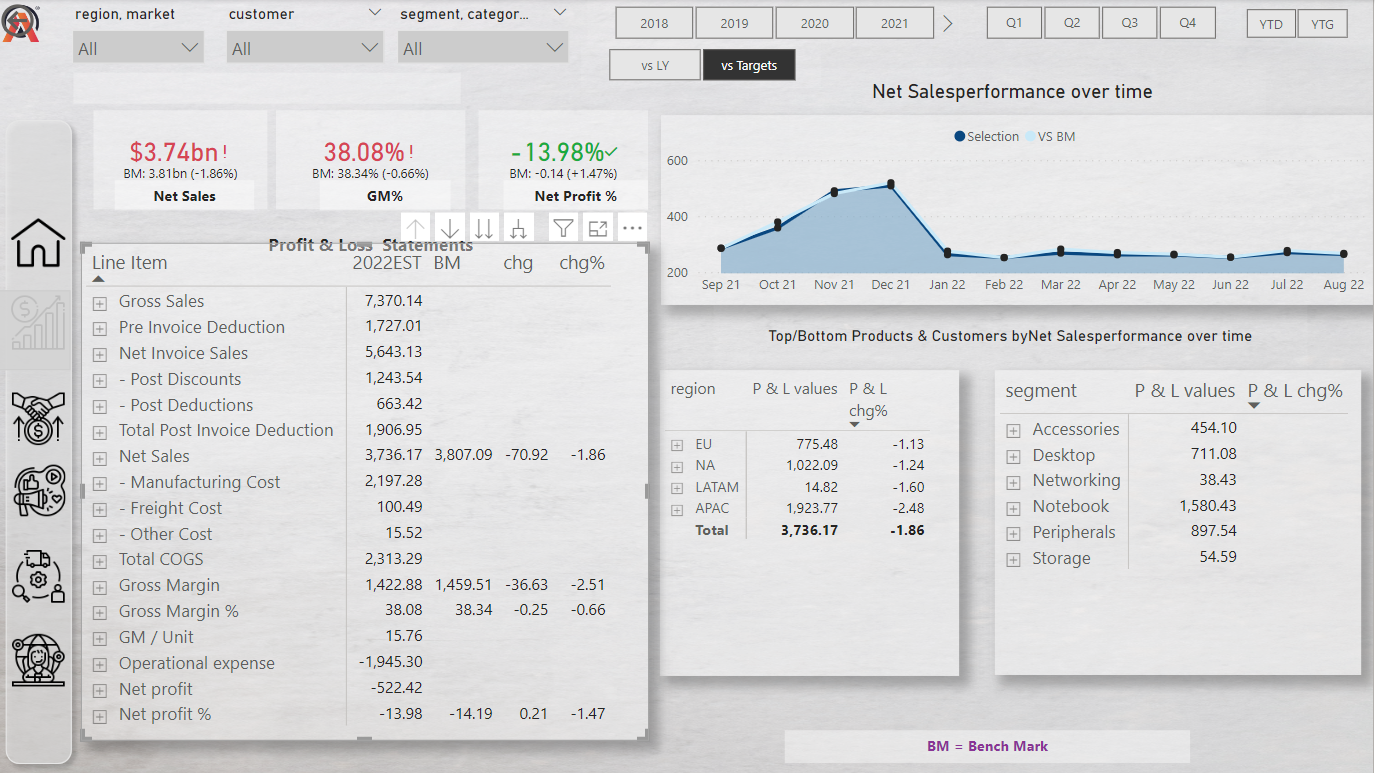 region, market
customer
segment, categor...
All
All
All
2018
2019
2020
2021
Q1
Q2
Q3
Q4
YTD
YTG
vs LY
vs Targets
$3.74bn!
BM: 3.81bn (-1.86%)
Net Sales
38.08%!
BM: 38.34% (-0.66%)
GM%
-13.98%
BM: -0.14 (+1.47%)
Net Profit %
Net Salesperformance over time
Selection
VS BM
600
400
200
Sep 21 Oct 21 Nov 21 Dec 21 Jan 22 Feb 22 Mar 22 Apr 22 May 22 Jun 22 Jul 22 Aug 22
Profit & Loss Statements
Line Item 2022EST BM chg chg%
Gross Sales 7,370.14
Pre Invoice Deduction 1,727.01
Net Invoice Sales 5,643.13
- Post Discounts 1,243.54
- Post Deductions 663.42
Total Post Invoice Deduction 1,906.95
Net Sales 3,736.17 3,807.09 -70.92 -1.86
- Manufacturing Cost 2,197.28
- Freight Cost 100.49
- Other Cost 15.52
Total COGS 2,313.29
Gross Margin 1,422.88 1,459.51 -36.63 -2.51
Gross Margin % 38.08 38.34 -0.25 -0.66
GM / Unit 15.76
Operational expense -1,945.30
Net profit -522.42
Net profit % -13.98 -14.19 0.21 -1.47
Top/Bottom Products & Customers byNet Salesperformance over time
region P & L values P & L
chg%
EU 775.48 -1.13
NA 1,022.09 -1.24
LATAM 14.82 -1.60
APAC 1,923.77 -2.48
Total 3,736.17 -1.86
segment P & L values P & L chg%
Accessories 454.10
Desktop 711.08
Networking 38.43
Notebook 1,580.43
Peripherals 897.54
Storage 54.59
BM = Bench Mark